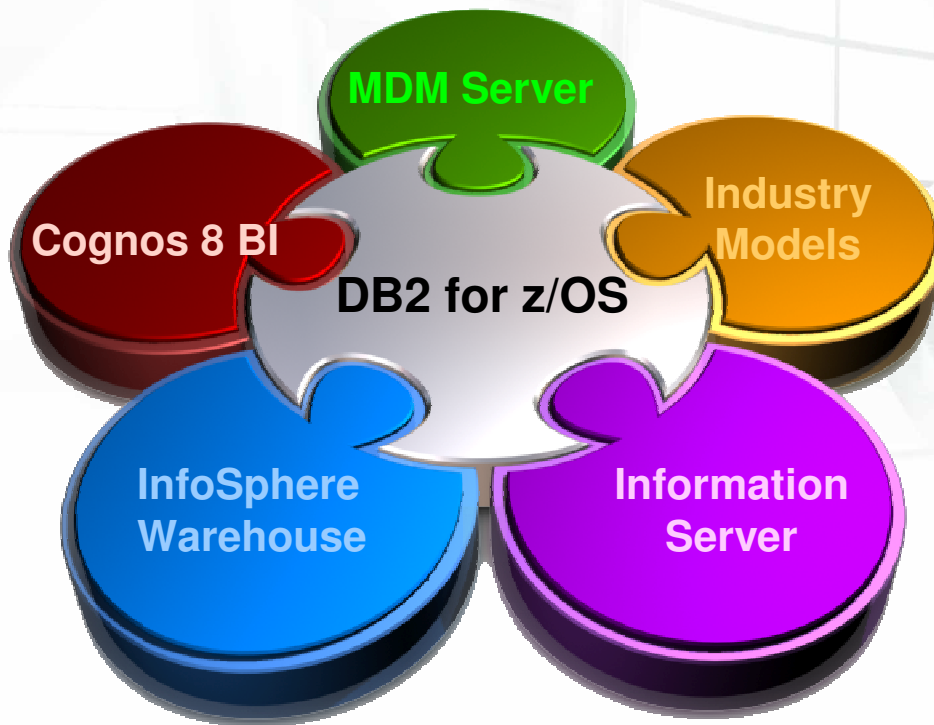 MDM Server
Industry
Models
Cognos 8 BI
DB2 for z/OS
InfoSphere
Warehouse
Information
Server